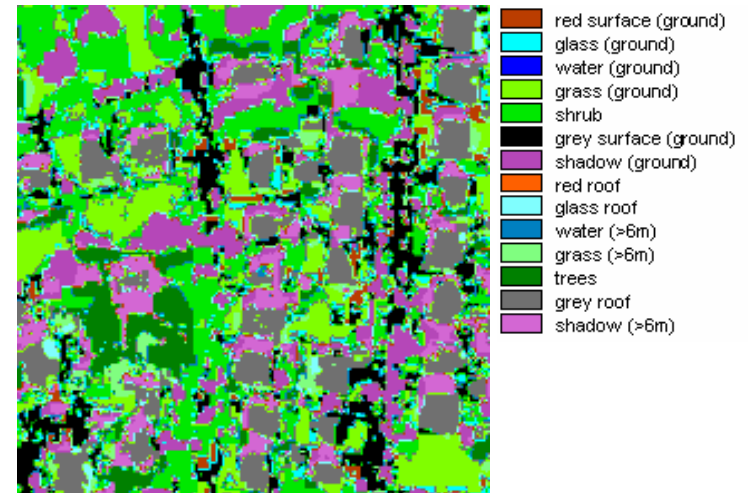 red surface (ground)
glass (ground)
water (ground)
grass (ground)
shrub
grey surface (ground)
shadow (ground)
red roof
glass roof
water (>6m)
grass (>6m)
trees
grey roof
shadow (>6m)